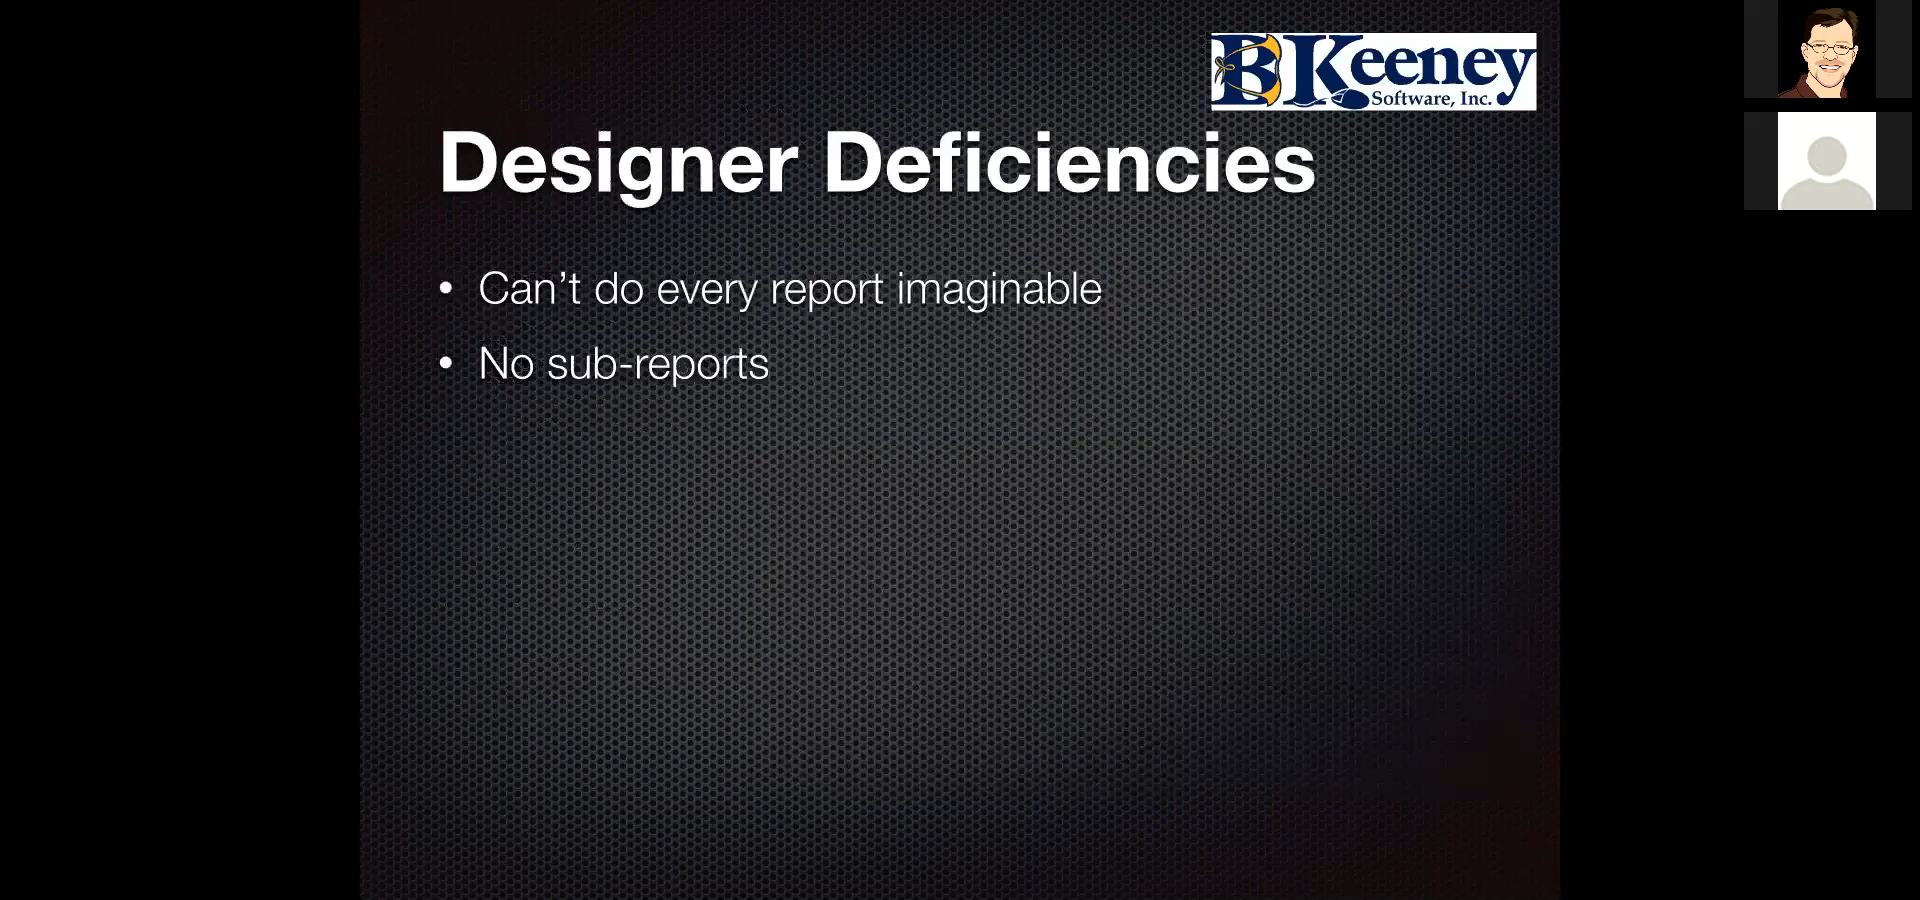 BKeeney
Software, Inc.
Designer Deficiencies
• Can’t do every report imaginable
• No sub-reports